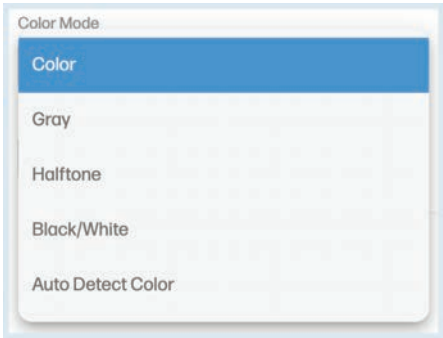 Color Mode
Color
Gray
Halftone
Black/White
Auto Detect Color